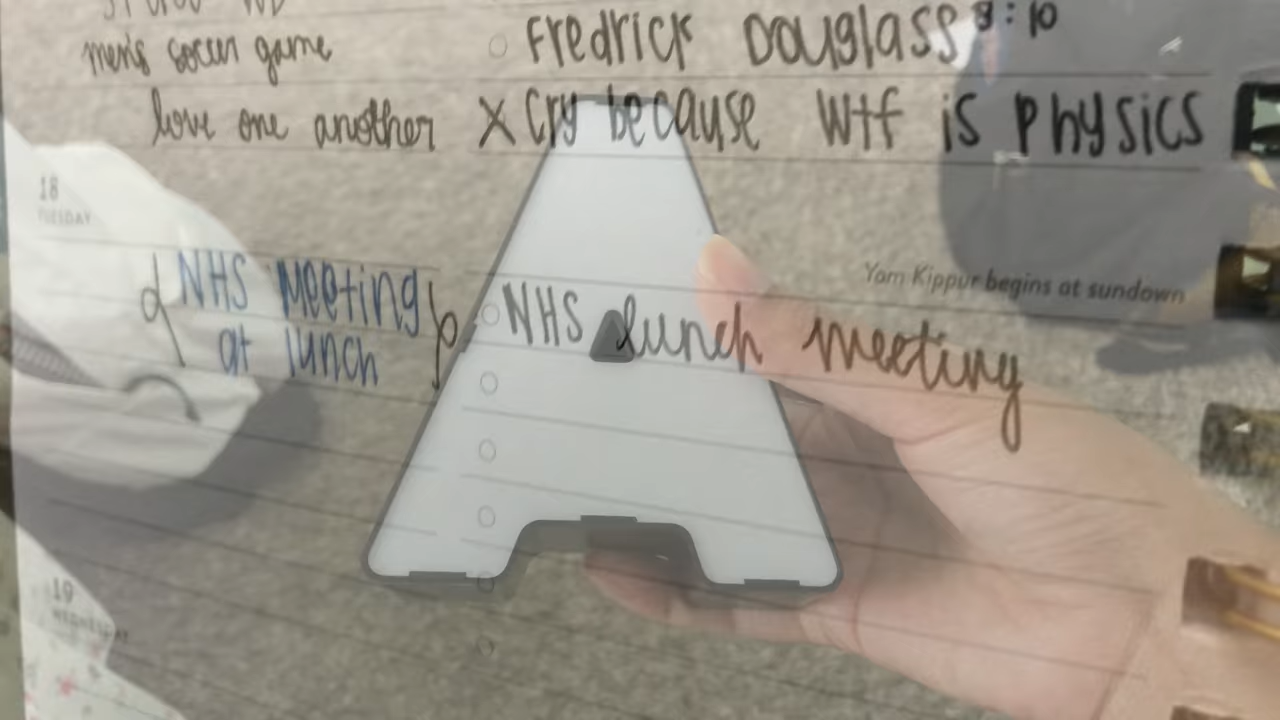 men's soccer game
Fredrick Douglass 8:10
love one another
X Cry because wtf is physics
18
TUESDAY
Yom Kippur begins at sundown
NHS Meeting
at lunch
NHS lunch meeting
A
19
WEDNESDAY